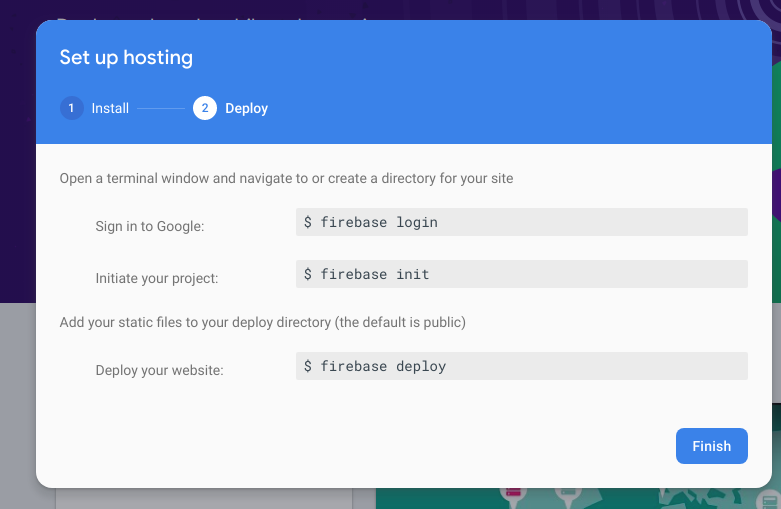 Set up hosting
1 Install 2 Deploy
Open a terminal window and navigate to or create a directory for your site
Sign in to Google: $ firebase login
Initiate your project: $ firebase init
Add your static files to your deploy directory (the default is public)
Deploy your website: $ firebase deploy
Finish